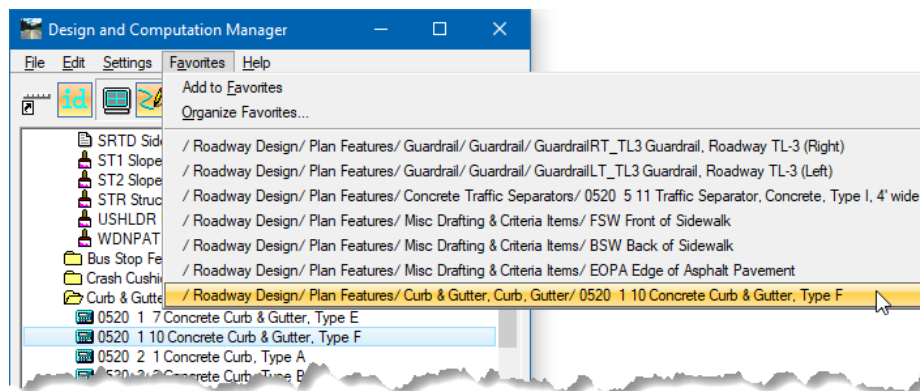 Design and Computation Manager
File Edit Settings Favorites Help
id
Add to Favorites
Organize Favorites...
/ Roadway Design/ Plan Features/ Guardrail/ Guardrail/ GuardrailRT_TL3 Guardrail, Roadway TL-3 (Right)
/ Roadway Design/ Plan Features/ Guardrail/ Guardrail/ GuardrailLT_TL3 Guardrail, Roadway TL-3 (Left)
/ Roadway Design/ Plan Features/ Concrete Traffic Separators/ 0520 5 11 Traffic Separator, Concrete, Type I, 4' wide
/ Roadway Design/ Plan Features/ Misc Drafting & Criteria Items/ FSW Front of Sidewalk
/ Roadway Design/ Plan Features/ Misc Drafting & Criteria Items/ BSW Back of Sidewalk
/ Roadway Design/ Plan Features/ Misc Drafting & Criteria Items/ EOPA Edge of Asphalt Pavement
/ Roadway Design/ Plan Features/ Curb & Gutter, Curb, Gutter/ 0520 1 10 Concrete Curb & Gutter, Type F
SRTD Side
ST1 Slope
ST2 Slope
STR Struc
USHLDR
WDNPAT
Bus Stop Fe
Crash Cushi
Curb & Gutte
0520 1 7 Concrete Curb & Gutter, Type E
0520 1 10 Concrete Curb & Gutter, Type F
0520 2 1 Concrete Curb, Type A
Concrete Curb, Type B